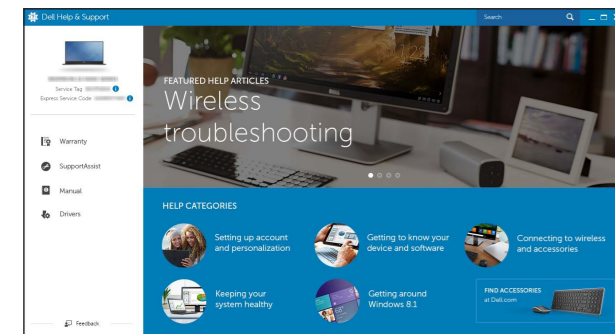 Dell Help & Support
Search
Service Tag
Express Service Code
Warranty
SupportAssist
Manual
Drivers
Feedback
FEATURED HELP ARTICLES
Wireless
troubleshooting
HELP CATEGORIES
Setting up account
and personalization
Getting to know your
device and software
Connecting to wireless
and accessories
Keeping your
system healthy
Getting around
Windows 8.1
FIND ACCESSORIES
at Dell.com